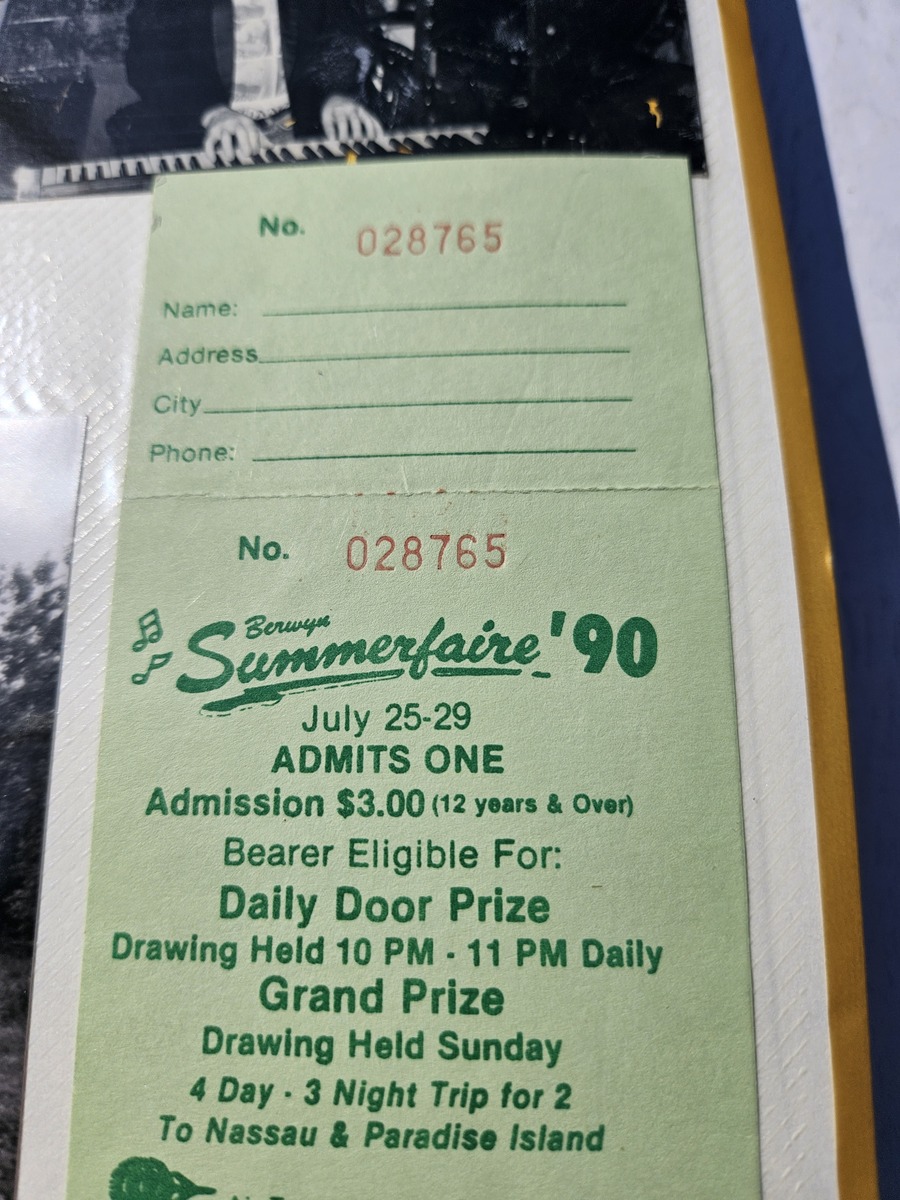 No. 028765
Name:
Address
City
Phone:
No. 028765
Berwyn
Summerfaire '90
July 25-29
ADMITS ONE
Admission $3.00 (12 years & Over)
Bearer Eligible For:
Daily Door Prize
Drawing Held 10 PM - 11 PM Daily
Grand Prize
Drawing Held Sunday
4 Day · 3 Night Trip for 2
To Nassau & Paradise Island